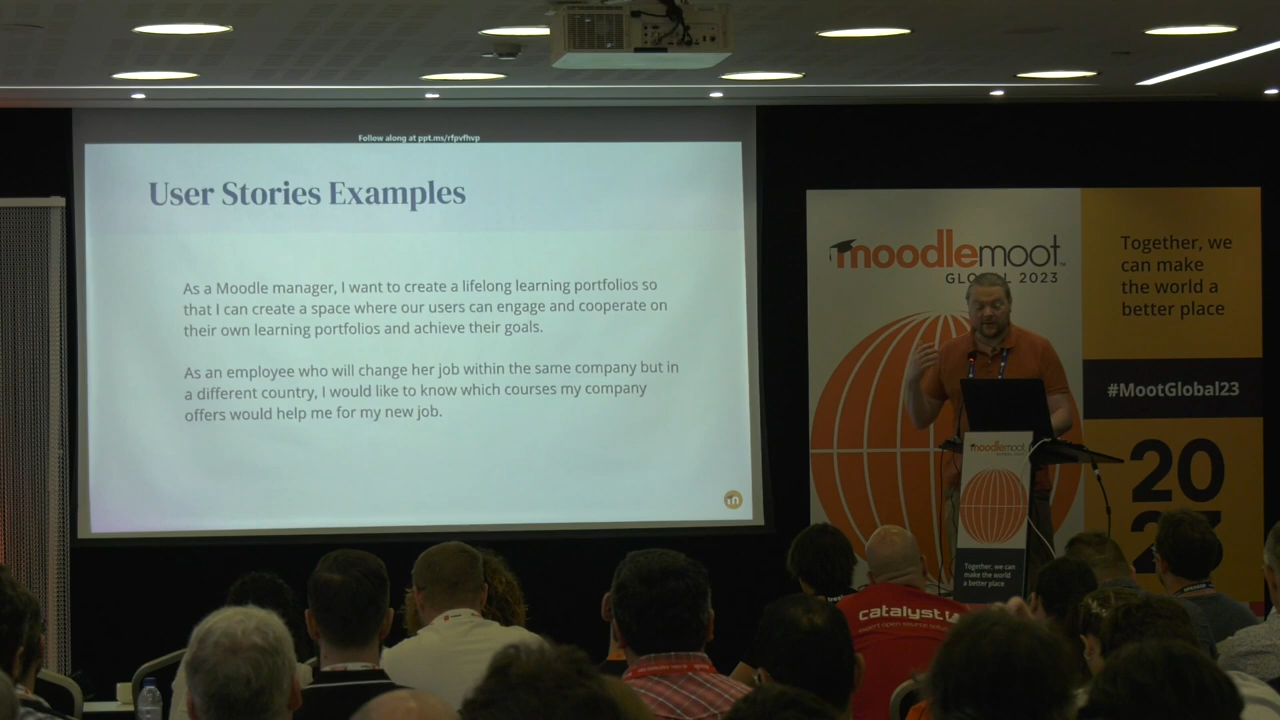 Follow along at ppt.ms/rfpvfhvp
User Stories Examples
As a Moodle manager, I want to create a lifelong learning portfolios so
that I can create a space where our users can engage and cooperate on
their own learning portfolios and achieve their goals.
As an employee who will change her job within the same company but in
a different country, I would like to know which courses my company
offers would help me for my new job.
m
moodlemoot
GLOBAL 2023
Together, we
can make
the world a
better place
#MootGlobal23
20
23
moodlemoot
Together, we can
make the world
a better place
catalyst
expert open source